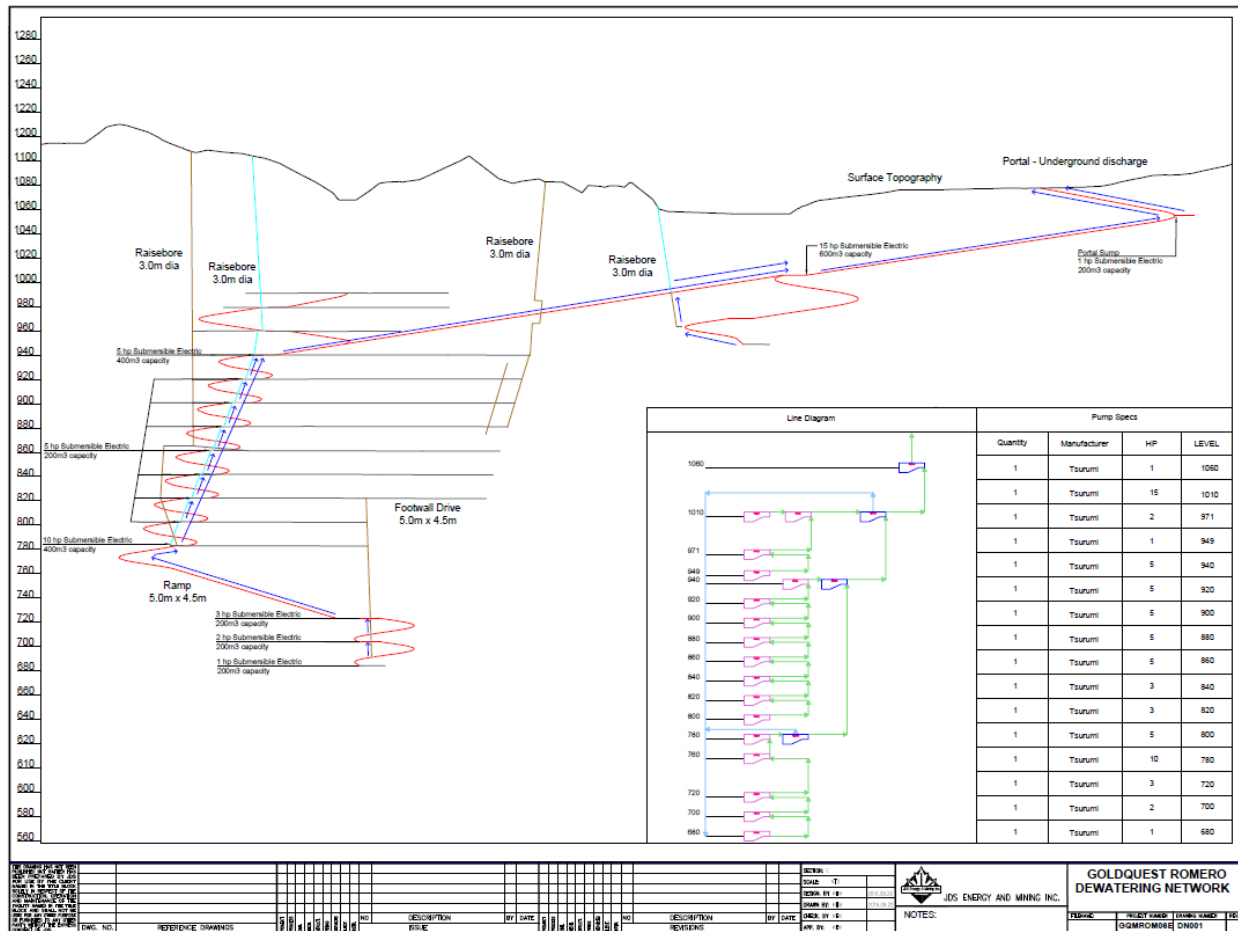 1280
1260
1240
1220
1200
1180
1160
1140
1120
1100
1080
1060
1040
1020
1000
980
960
940
920
900
880
860
840
820
800
780
760
740
720
700
680
660
640
620
610
600
580
560
Portal - Underground discharge
Surface Topography
Raisebore
3.0m dia
Raisebore
3.0m dia
Raisebore
3.0m dia
Raisebore
3.0m dia
15 hp Submersible Electric
600m3 capacity
Portal Sump
1 hp Submersible Electric
200m3 capacity
5 hp Submersible Electric
400m3 capacity
5 hp Submersible Electric
200m3 capacity
Footwall Drive
5.0m x 4.5m
10 hp Submersible Electric
400m3 capacity
Ramp
5.0m x 4.5m
3 hp Submersible Electric
200m3 capacity
2 hp Submersible Electric
200m3 capacity
1 hp Submersible Electric
200m3 capacity
Line Diagram
1060
1010
971
949
940
920
900
880
860
840
820
800
780
760
720
700
680
Pump Specs
Quantity Manufacturer HP LEVEL
1 Tsurumi 1 1060
1 Tsurumi 15 1010
1 Tsurumi 2 971
1 Tsurumi 1 949
1 Tsurumi 5 940
1 Tsurumi 5 920
1 Tsurumi 5 900
1 Tsurumi 5 880
1 Tsurumi 5 860
1 Tsurumi 3 840
1 Tsurumi 3 820
1 Tsurumi 5 800
1 Tsurumi 10 780
1 Tsurumi 3 720
1 Tsurumi 2 700
1 Tsurumi 1 680
DWG. NO. REFERENCE DRAWINGS
NO DESCRIPTION BY DATE
ISSUE
NO DESCRIPTION BY DATE
REVISIONS
SECTION:
SCALE:
DESIGN. BY
DRAWN BY
CHECK. BY
APP. BY:
JDS ENERGY AND MINING INC.
NOTES:
GOLDQUEST ROMERO
DEWATERING NETWORK
FILENAME: PROJECT NUMBER DRAWING NUMBER
GQMROM08E DN001